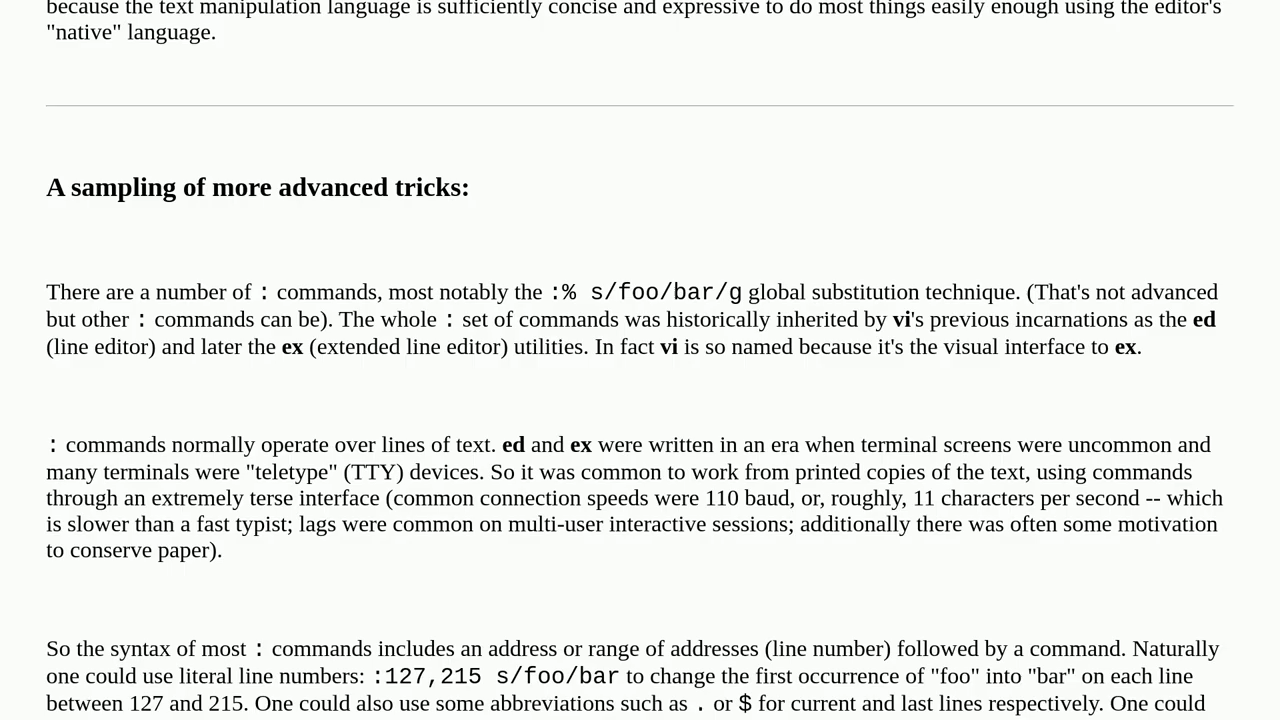 because the text manipulation language is sufficiently concise and expressive to do most things easily enough using the editor's
"native" language.
A sampling of more advanced tricks:
There are a number of : commands, most notably the :% s/foo/bar/g global substitution technique. (That's not advanced
but other : commands can be). The whole : set of commands was historically inherited by vi's previous incarnations as the ed
(line editor) and later the ex (extended line editor) utilities. In fact vi is so named because it's the visual interface to ex.
: commands normally operate over lines of text. ed and ex were written in an era when terminal screens were uncommon and
many terminals were "teletype" (TTY) devices. So it was common to work from printed copies of the text, using commands
through an extremely terse interface (common connection speeds were 110 baud, or, roughly, 11 characters per second -- which
is slower than a fast typist; lags were common on multi-user interactive sessions; additionally there was often some motivation
to conserve paper).
So the syntax of most : commands includes an address or range of addresses (line number) followed by a command. Naturally
one could use literal line numbers: :127,215 s/foo/bar to change the first occurrence of "foo" into "bar" on each line
between 127 and 215. One could also use some abbreviations such as . or $ for current and last lines respectively. One could